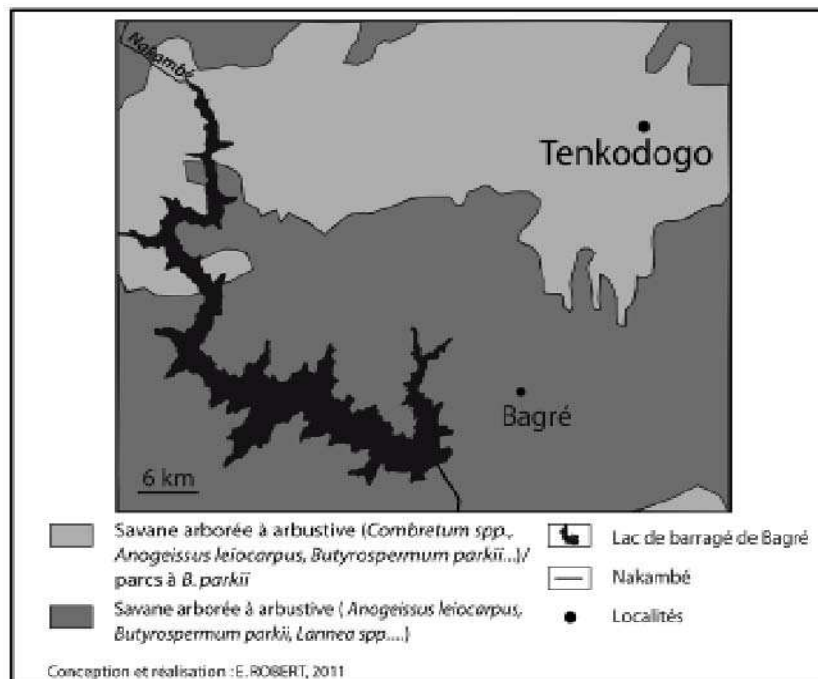 Nakambé
Tenkodogo
Bagré
6 km
Savane arborée à arbustive (Combretum spp.,
Anogeissus leiocarpus, Butyrospermum parkii...)/
parcs à B. parkii
Savane arborée à arbustive ( Anogeissus leiocarpus,
Butyrospermum parkii, Lannea spp....)
Lac de barragé de Bagré
Nakambé
Localités
Conception et réalisation : E. ROBERT, 2011